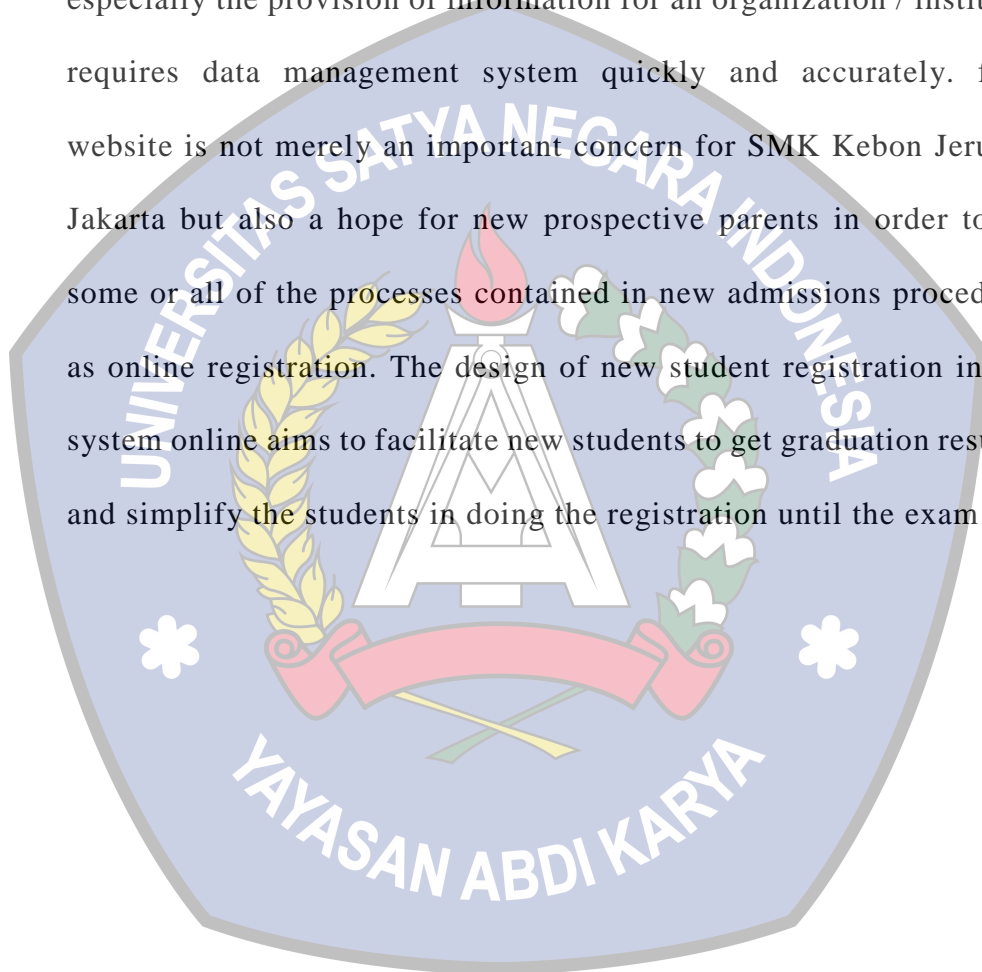 especially the provision of information for an organization / instit
requires data management system quickly and accurately. f
website is not merely an important concern for SMK Kebon Jeru
Jakarta but also a hope for new prospective parents in order to
some or all of the processes contained in new admissions proced
as online registration. The design of new student registration in
system online aims to facilitate new students to get graduation resu
and simplify the students in doing the registration until the exam
UNIVERSITAS SATYA NEGARA INDONESIA
YAYASAN ABDI KARYA